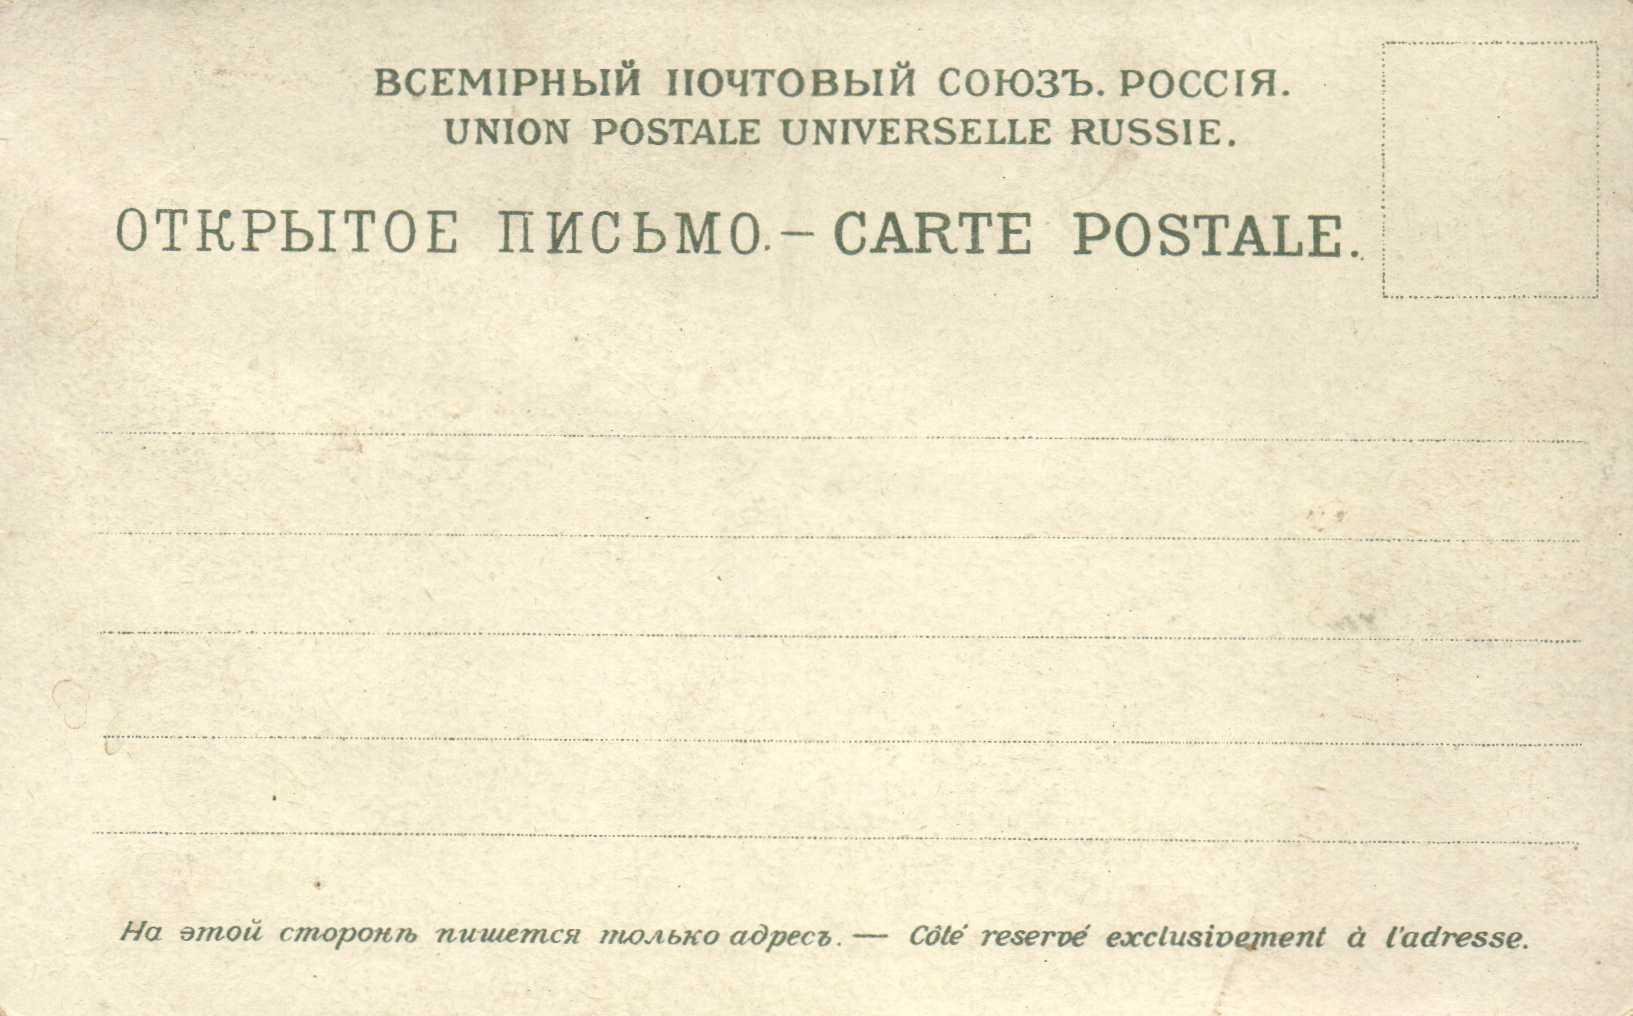 ВСЕМІРНЫЙ ПОЧТОВЫЙ СОЮЗЪ. РОССІЯ.
UNION POSTALE UNIVERSELLE RUSSIE.
ОТКРЫТОЕ ПИСЬМО.— CARTE POSTALE.
На этой сторонѣ пишется только адресъ. — Côté reservé exclusivement à l'adresse.